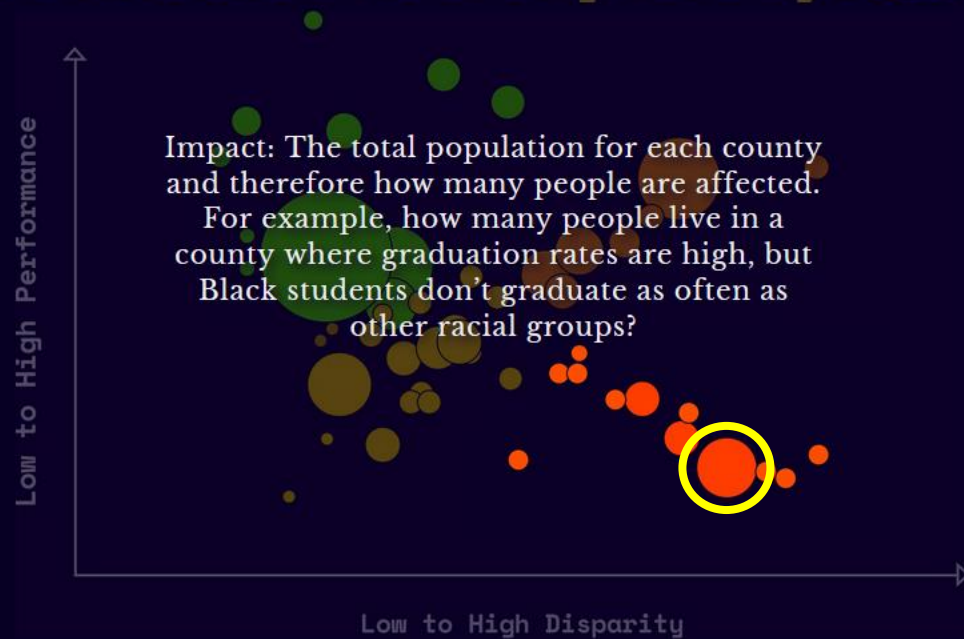 Impact: The total population for each county
and therefore how many people are affected.
For example, how many people live in a
county where graduation rates are high, but
Black students don’t graduate as often as
other racial groups?
Low to High Performance
Low to High Disparity